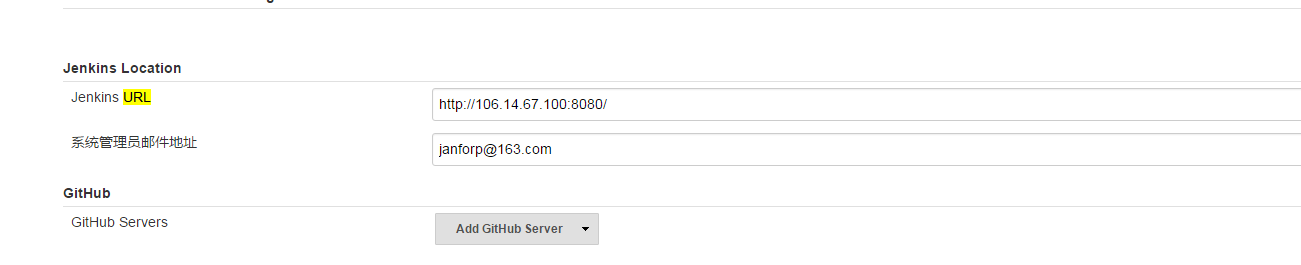 Jenkins Location
Jenkins URL
http://106.14.67.100:8080/
系统管理员邮件地址
janforp@163.com
GitHub
GitHub Servers
Add GitHub Server